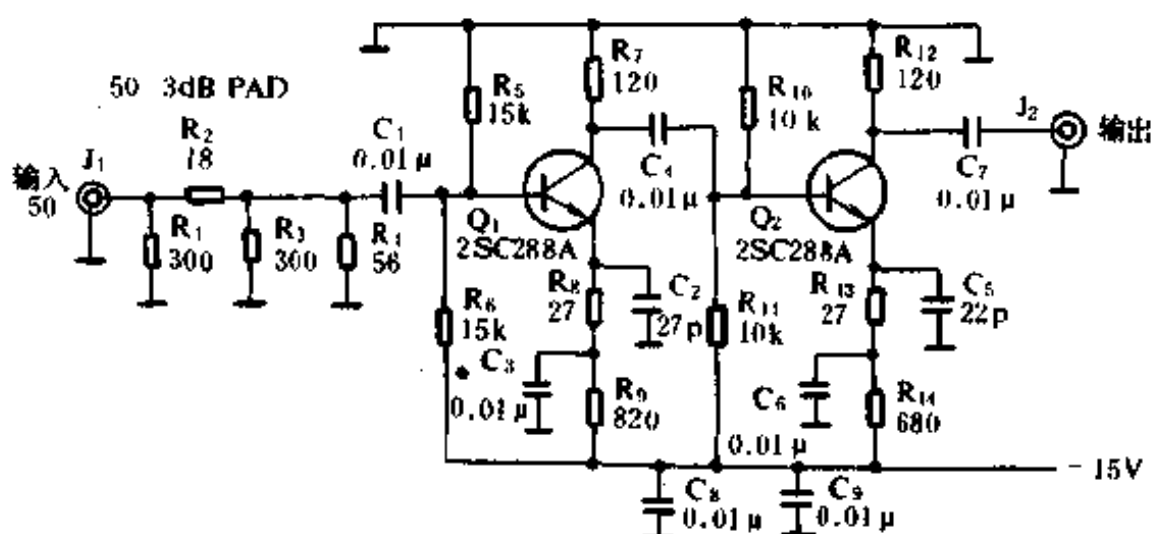 50 3dB PAD
输入
50
J₁
R₂
18
R₁
300
R₃
300
R₄
56
C₁
0.01μ
R₅
15k
R₆
15k
Q₁
2SC288A
R₇
120
R₈
27
C₂
27p
C₃
0.01μ
R₉
820
C₄
0.01μ
R₁₀
10k
R₁₁
10k
Q₂
2SC288A
R₁₂
120
R₁₃
27
C₅
22p
C₆
0.01μ
R₁₄
680
C₇
0.01μ
J₂
输出
C₈
0.01μ
C₉
0.01μ
-15V